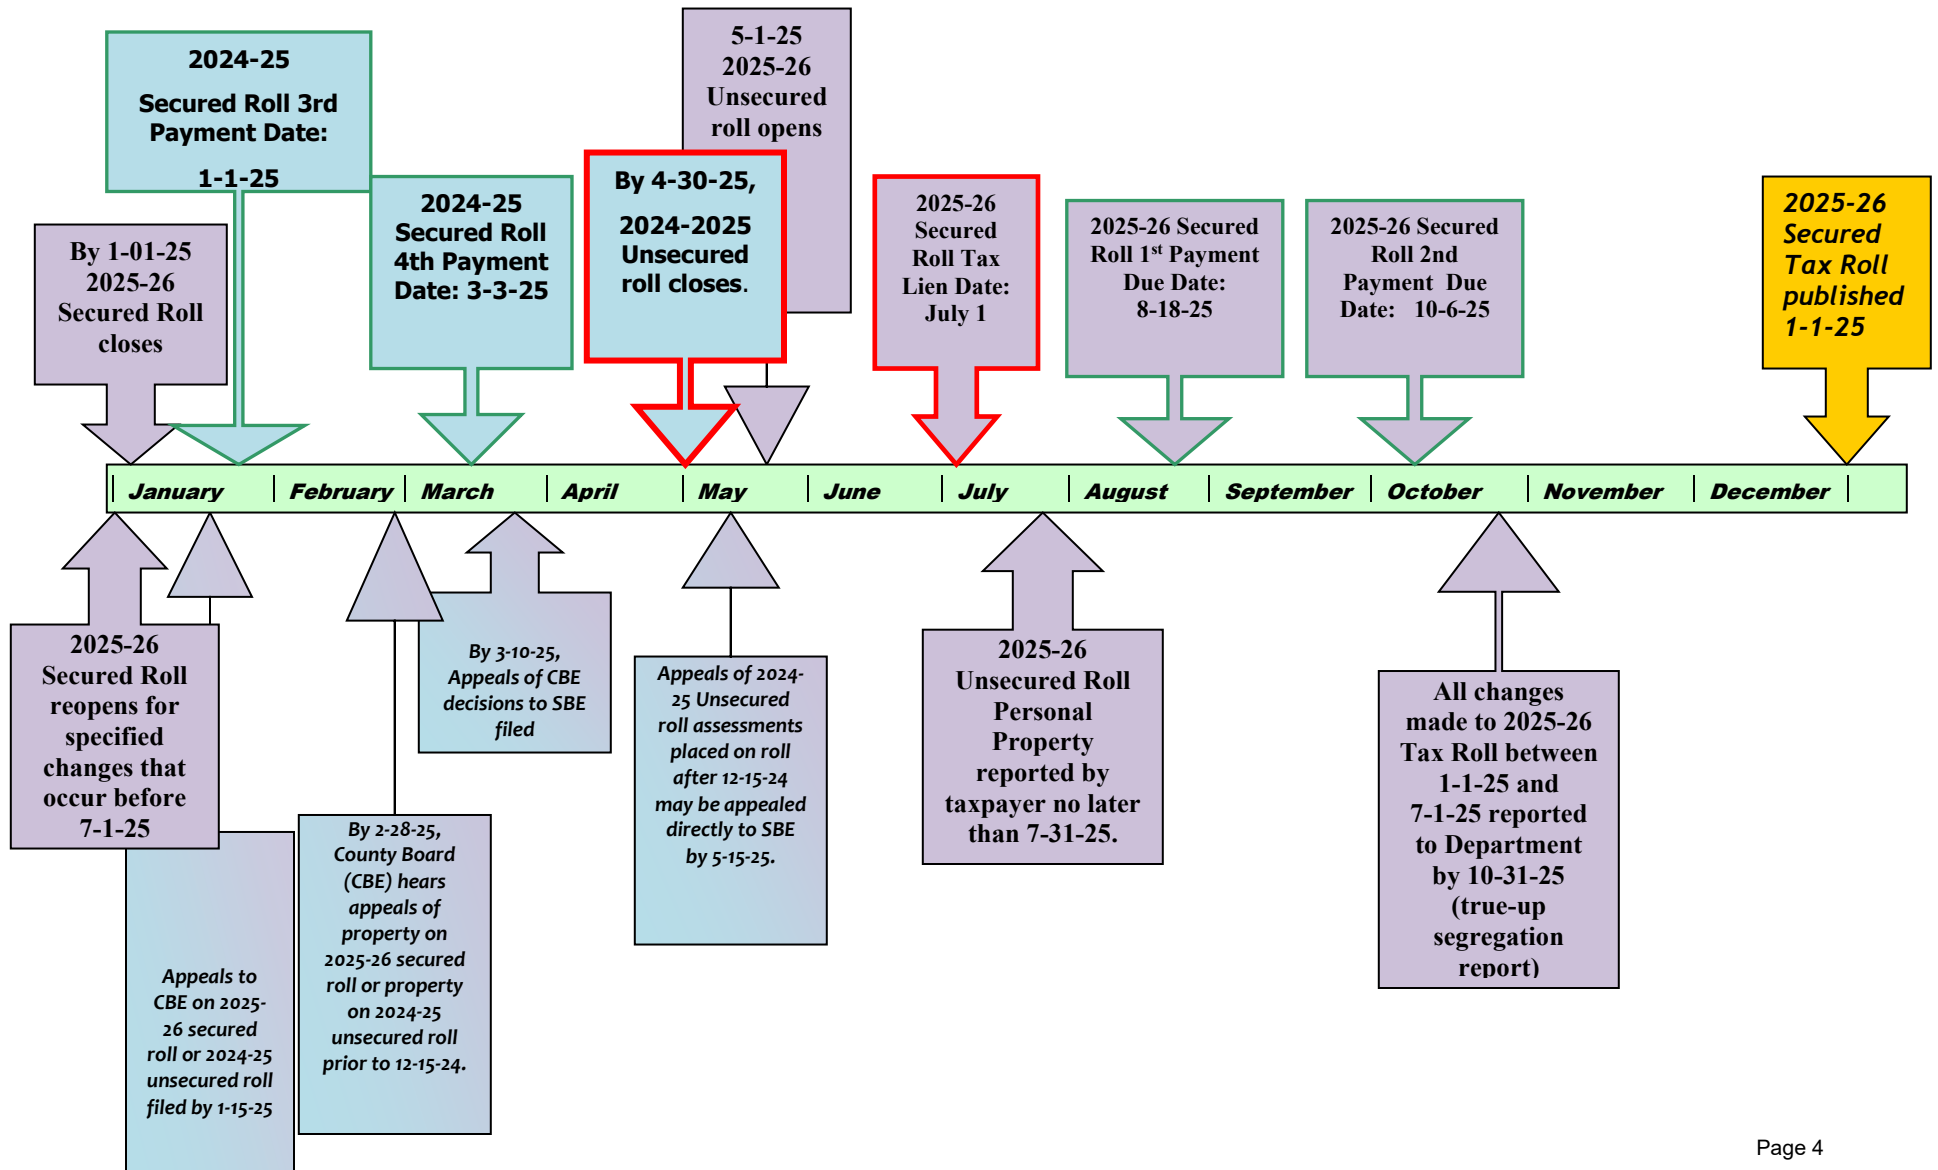 2024-25
Secured Roll 3rd
Payment Date:
1-1-25
5-1-25
2025-26
Unsecured
roll opens
By 1-01-25
2025-26
Secured Roll
closes
2024-25
Secured Roll
4th Payment
Date: 3-3-25
By 4-30-25,
2024-2025
Unsecured
roll closes.
2025-26
Secured
Roll Tax
Lien Date:
July 1
2025-26 Secured
Roll 1st Payment
Due Date:
8-18-25
2025-26 Secured
Roll 2nd
Payment Due
Date: 10-6-25
2025-26
Secured
Tax Roll
published
1-1-25
January
February
March
April
May
June
July
August
September
October
November
December
2025-26
Secured Roll
reopens for
specified
changes that
occur before
7-1-25
Appeals to
CBE on 2025-
26 secured
roll or 2024-25
unsecured roll
filed by 1-15-25
By 2-28-25,
County Board
(CBE) hears
appeals of
property on
2025-26 secured
roll or property
on 2024-25
unsecured roll
prior to 12-15-24.
By 3-10-25,
Appeals of CBE
decisions to SBE
filed
Appeals of 2024-
25 Unsecured
roll assessments
placed on roll
after 12-15-24
may be appealed
directly to SBE
by 5-15-25.
2025-26
Unsecured Roll
Personal
Property
reported by
taxpayer no later
than 7-31-25.
All changes
made to 2025-26
Tax Roll between
1-1-25 and
7-1-25 reported
to Department
by 10-31-25
(true-up
segregation
report)
Page 4